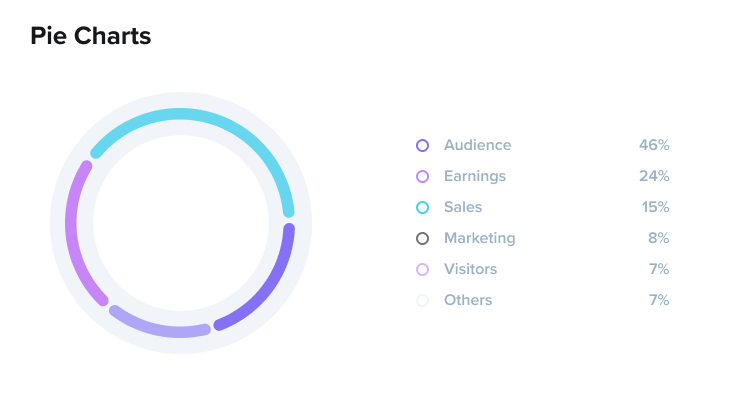 Pie Charts
Audience 46%
Earnings 24%
Sales 15%
Marketing 8%
Visitors 7%
Others 7%